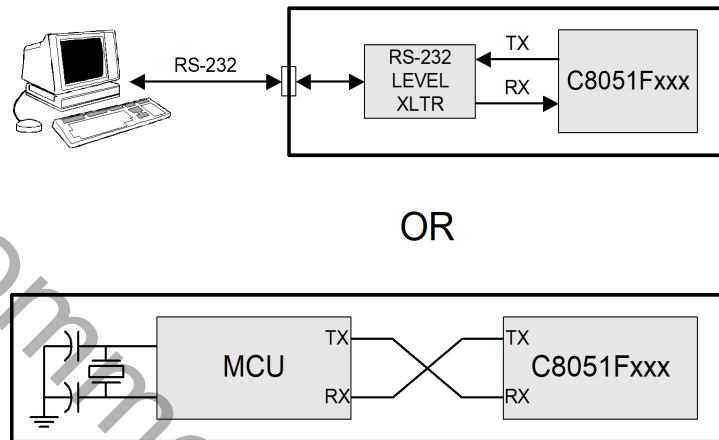 RS-232
RS-232
LEVEL
XLTR
TX
RX
C8051Fxxx
OR
MCU
TX
RX
TX
RX
C8051Fxxx